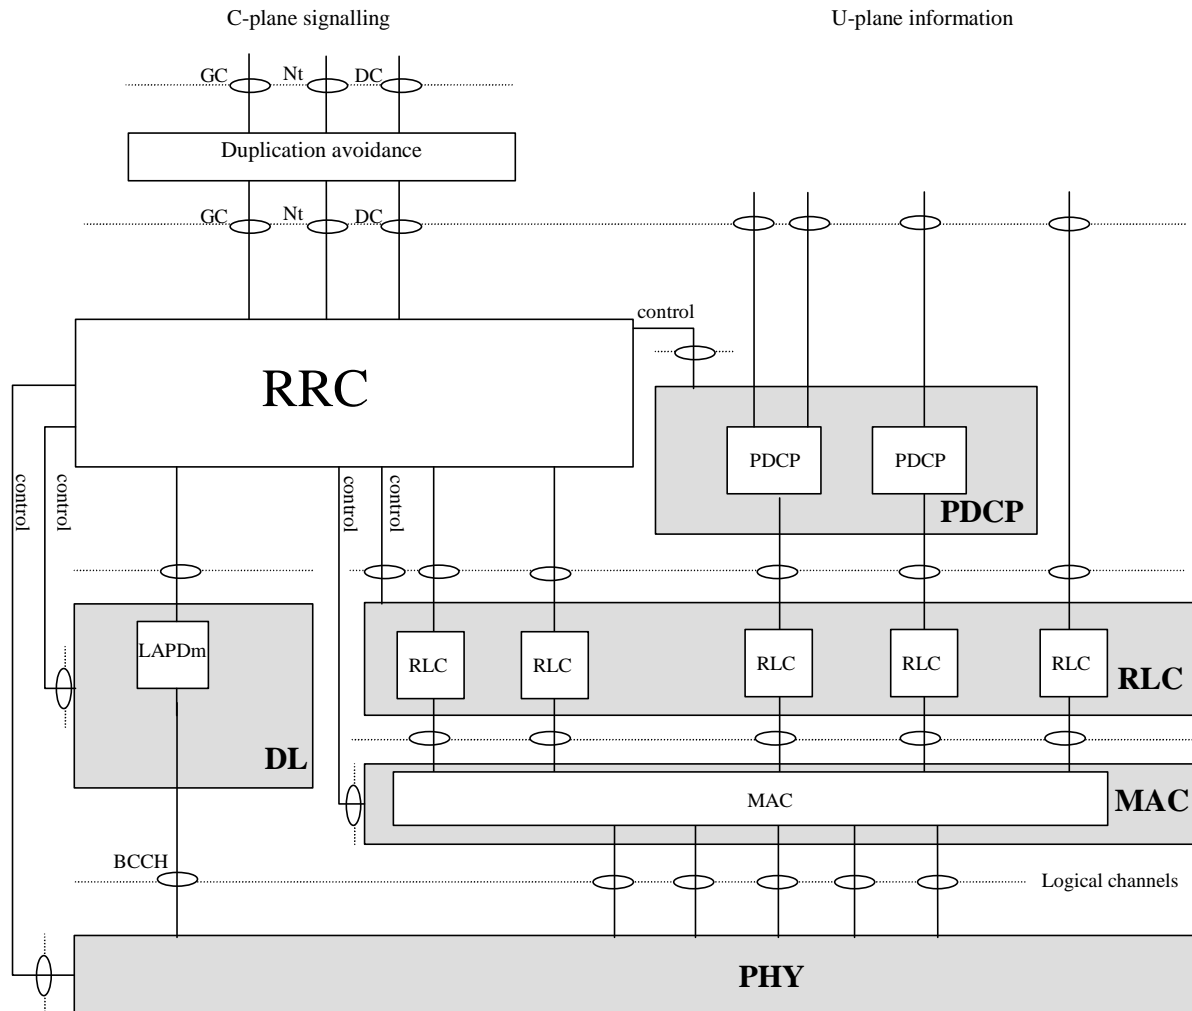 C-plane signalling
U-plane information
GC Nt DC
Duplication avoidance
GC Nt DC
control
RRC
control
control
control
control
PDCP PDCP
PDCP
LAPDm
RLC RLC RLC RLC RLC
RLC
DL
MAC
MAC
BCCH
Logical channels
PHY